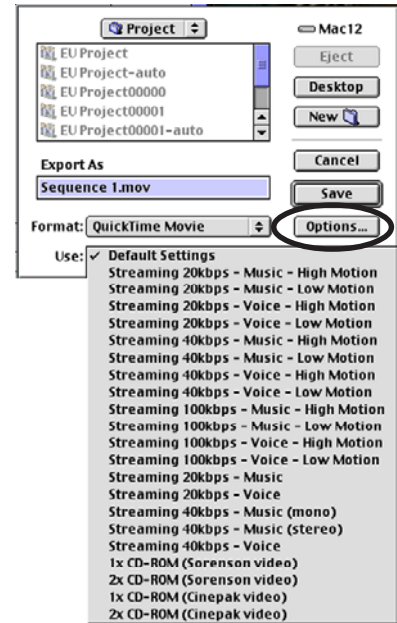 Project
Mac12
EU Project
EU Project-auto
EU Project00000
EU Project00001
EU Project00001-auto
Eject
Desktop
New
Export As
Sequence 1.mov
Cancel
Save
Format: QuickTime Movie
Options...
Use: ✓ Default Settings
Streaming 20kbps - Music - High Motion
Streaming 20kbps - Music - Low Motion
Streaming 20kbps - Voice - High Motion
Streaming 20kbps - Voice - Low Motion
Streaming 40kbps - Music - High Motion
Streaming 40kbps - Music - Low Motion
Streaming 40kbps - Voice - High Motion
Streaming 40kbps - Voice - Low Motion
Streaming 100kbps - Music - High Motion
Streaming 100kbps - Music - Low Motion
Streaming 100kbps - Voice - High Motion
Streaming 100kbps - Voice - Low Motion
Streaming 20kbps - Music
Streaming 20kbps - Voice
Streaming 40kbps - Music (mono)
Streaming 40kbps - Music (stereo)
Streaming 40kbps - Voice
1x CD-ROM (Sorenson video)
2x CD-ROM (Sorenson video)
1x CD-ROM (Cinepak video)
2x CD-ROM (Cinepak video)